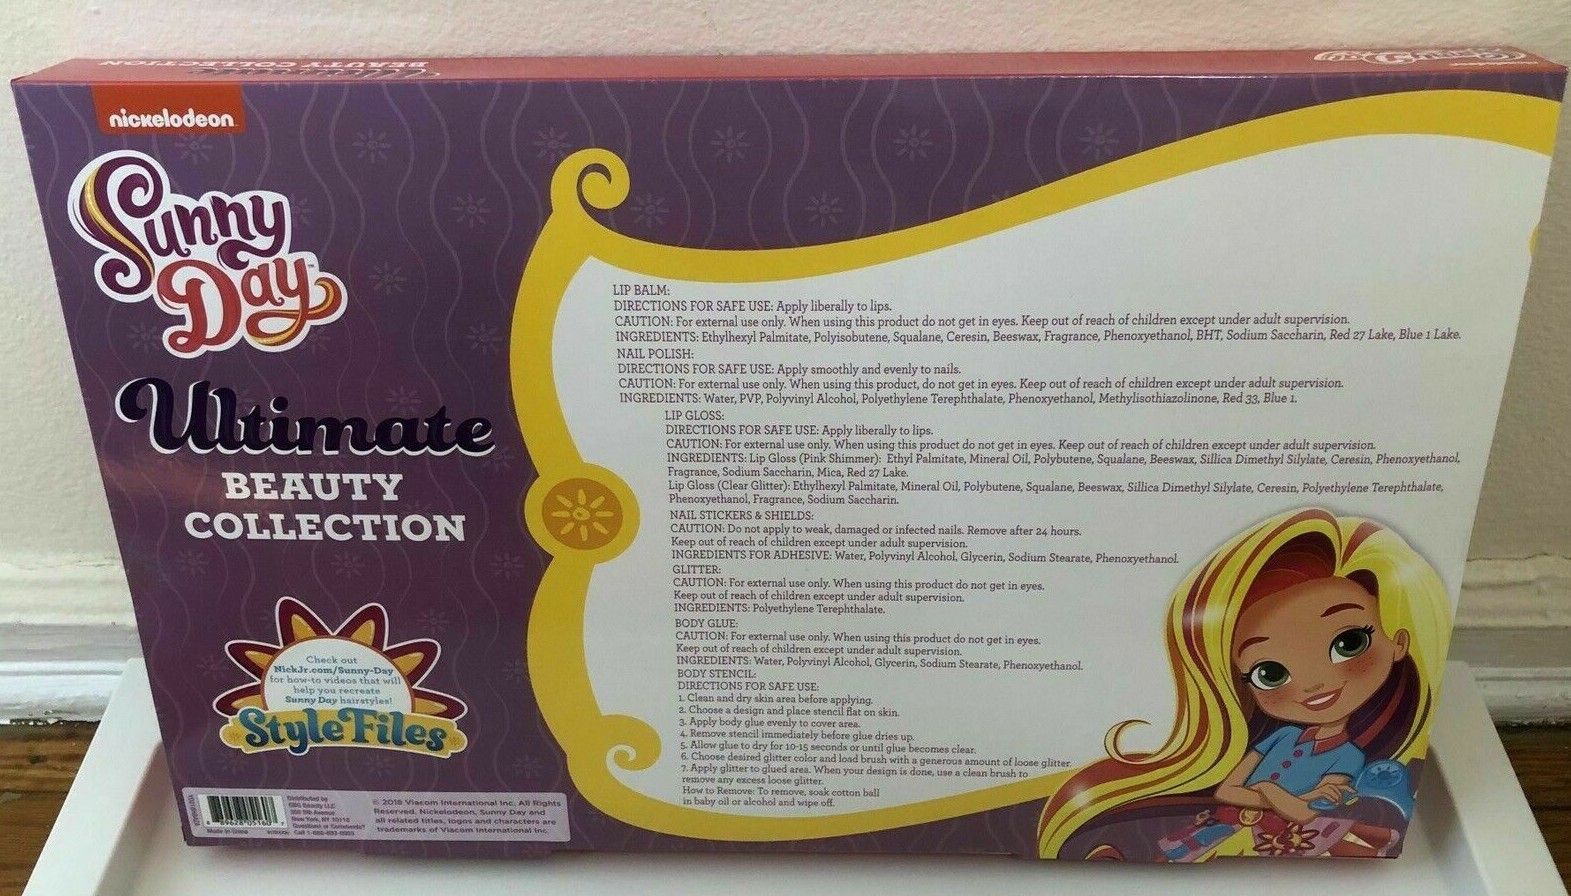 Ultimate
BEAUTY COLLECTION
Sunny Day
nickelodeon
nickelodeon
Sunny
Day™
Ultimate
BEAUTY
COLLECTION
Check out
NickJr.com/Sunny-Day
for how-to videos that will
help you recreate
Sunny Day hairstyles!
Style Files
Distributed by
Beauty LLC
New York, NY 10118
Questions or Comments?
Made in China
© 2018 Viacom International Inc. All Rights
Reserved. Nickelodeon, Sunny Day and
all related titles, logos and characters are
trademarks of Viacom International Inc.
LIP BALM:
DIRECTIONS FOR SAFE USE: Apply liberally to lips.
CAUTION: For external use only. When using this product do not get in eyes. Keep out of reach of children except under adult supervision.
INGREDIENTS: Ethylhexyl Palmitate, Polyisobutene, Squalane, Ceresin, Beeswax, Fragrance, Phenoxyethanol, BHT, Sodium Saccharin, Red 27 Lake, Blue 1 Lake.
NAIL POLISH:
DIRECTIONS FOR SAFE USE: Apply smoothly and evenly to nails.
CAUTION: For external use only. When using this product, do not get in eyes. Keep out of reach of children except under adult supervision.
INGREDIENTS: Water, PVP, Polyvinyl Alcohol, Polyethylene Terephthalate, Phenoxyethanol, Methylisothiazolinone, Red 33, Blue 1.
LIP GLOSS:
DIRECTIONS FOR SAFE USE: Apply liberally to lips.
CAUTION: For external use only. When using this product do not get in eyes. Keep out of reach of children except under adult supervision.
INGREDIENTS: Lip Gloss (Pink Shimmer): Ethyl Palmitate, Mineral Oil, Polybutene, Squalane, Beeswax, Sillica Dimethyl Silylate, Ceresin, Phenoxyethanol,
Fragrance, Sodium Saccharin, Mica, Red 27 Lake.
Lip Gloss (Clear Glitter): Ethylhexyl Palmitate, Mineral Oil, Polybutene, Squalane, Beeswax, Sillica Dimethyl Silylate, Ceresin, Polyethylene Terephthalate,
Phenoxyethanol, Fragrance, Sodium Saccharin.
NAIL STICKERS & SHIELDS:
CAUTION: Do not apply to weak, damaged or infected nails. Remove after 24 hours.
Keep out of reach of children except under adult supervision.
INGREDIENTS FOR ADHESIVE: Water, Polyvinyl Alcohol, Glycerin, Sodium Stearate, Phenoxyethanol.
GLITTER:
CAUTION: For external use only. When using this product do not get in eyes.
Keep out of reach of children except under adult supervision.
INGREDIENTS: Polyethylene Terephthalate.
BODY GLUE:
CAUTION: For external use only. When using this product do not get in eyes.
Keep out of reach of children except under adult supervision.
INGREDIENTS: Water, Polyvinyl Alcohol, Glycerin, Sodium Stearate, Phenoxyethanol.
BODY STENCIL:
DIRECTIONS FOR SAFE USE:
1. Clean and dry skin area before applying.
2. Choose a design and place stencil flat on skin.
3. Apply body glue evenly to cover area.
4. Remove stencil immediately before glue dries up.
5. Allow glue to dry for 10-15 seconds or until glue becomes clear.
6. Choose desired glitter color and load brush with a generous amount of loose glitter.
7. Apply glitter to glued area. When your design is done, use a clean brush to
remove any excess loose glitter.
How to Remove: To remove, soak cotton ball
in baby oil or alcohol and wipe off.